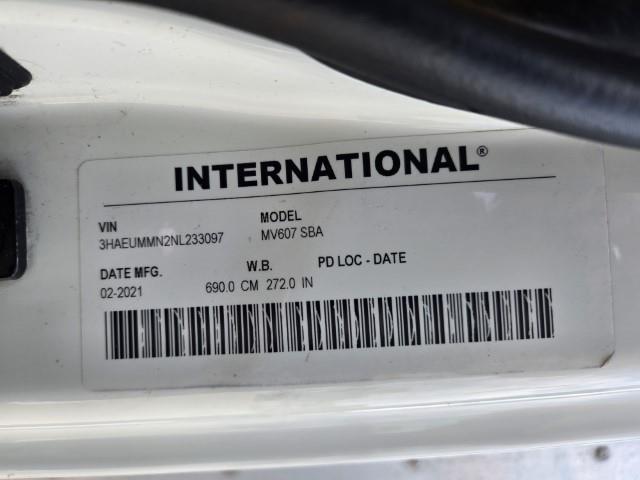 INTERNATIONAL®
VIN MODEL
3HAEUMMN2NL233097 MV607 SBA
DATE MFG. W.B. PD LOC - DATE
02-2021 690.0 CM 272.0 IN